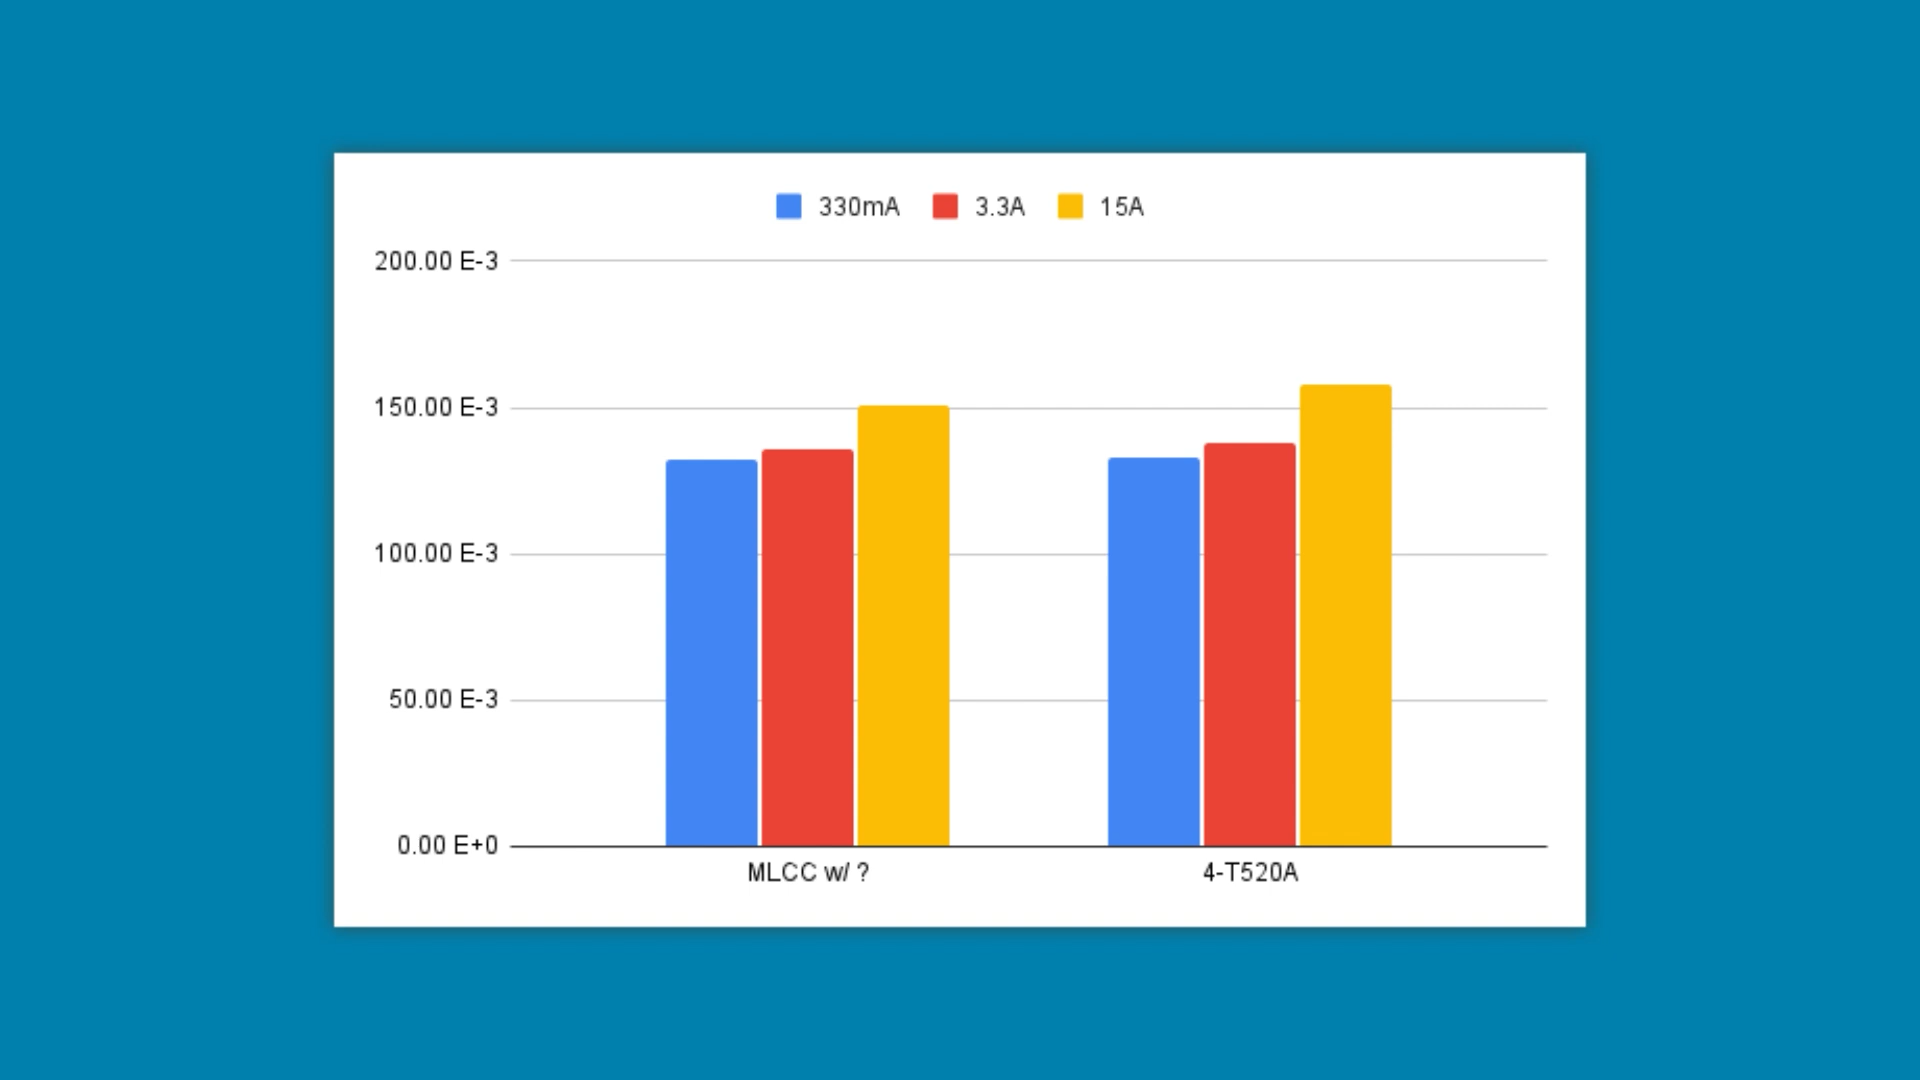 330mA 3.3A 15A
200.00 E-3
150.00 E-3
100.00 E-3
50.00 E-3
0.00 E+0
MLCC w/ ? 4-T520A